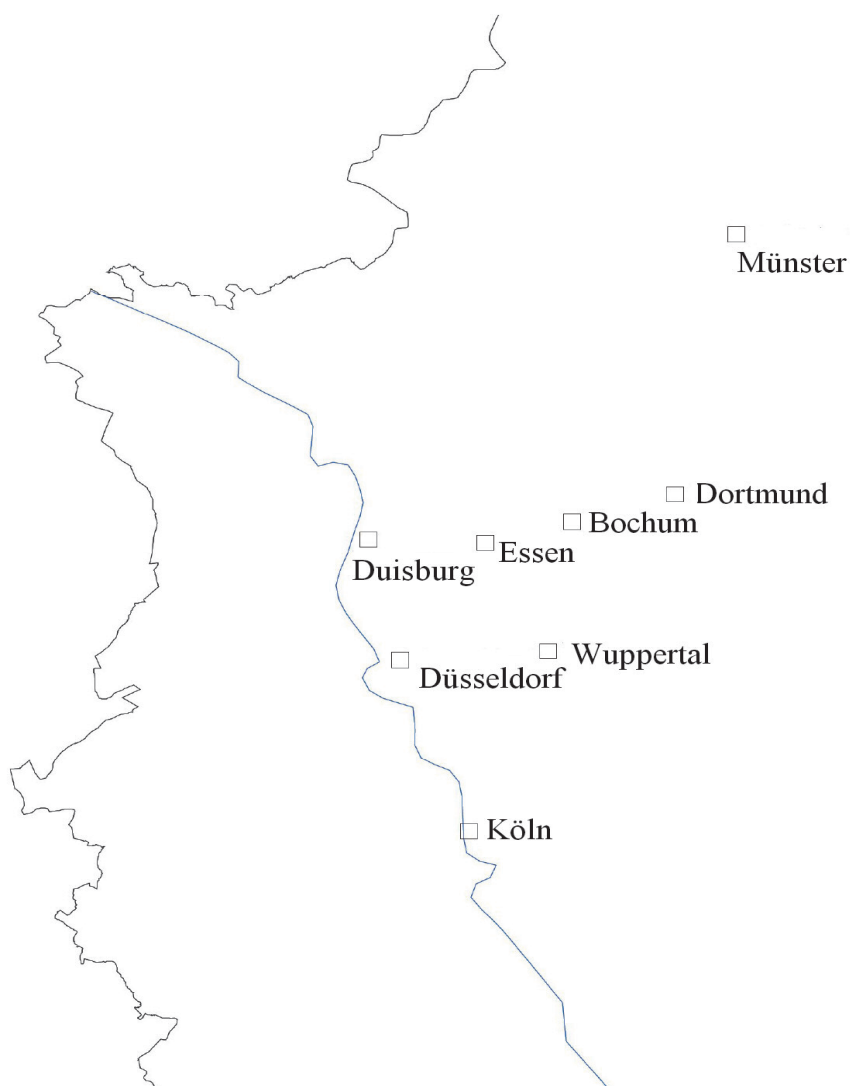 Münster
Dortmund
Bochum
Essen
Duisburg
Wuppertal
Düsseldorf
Köln